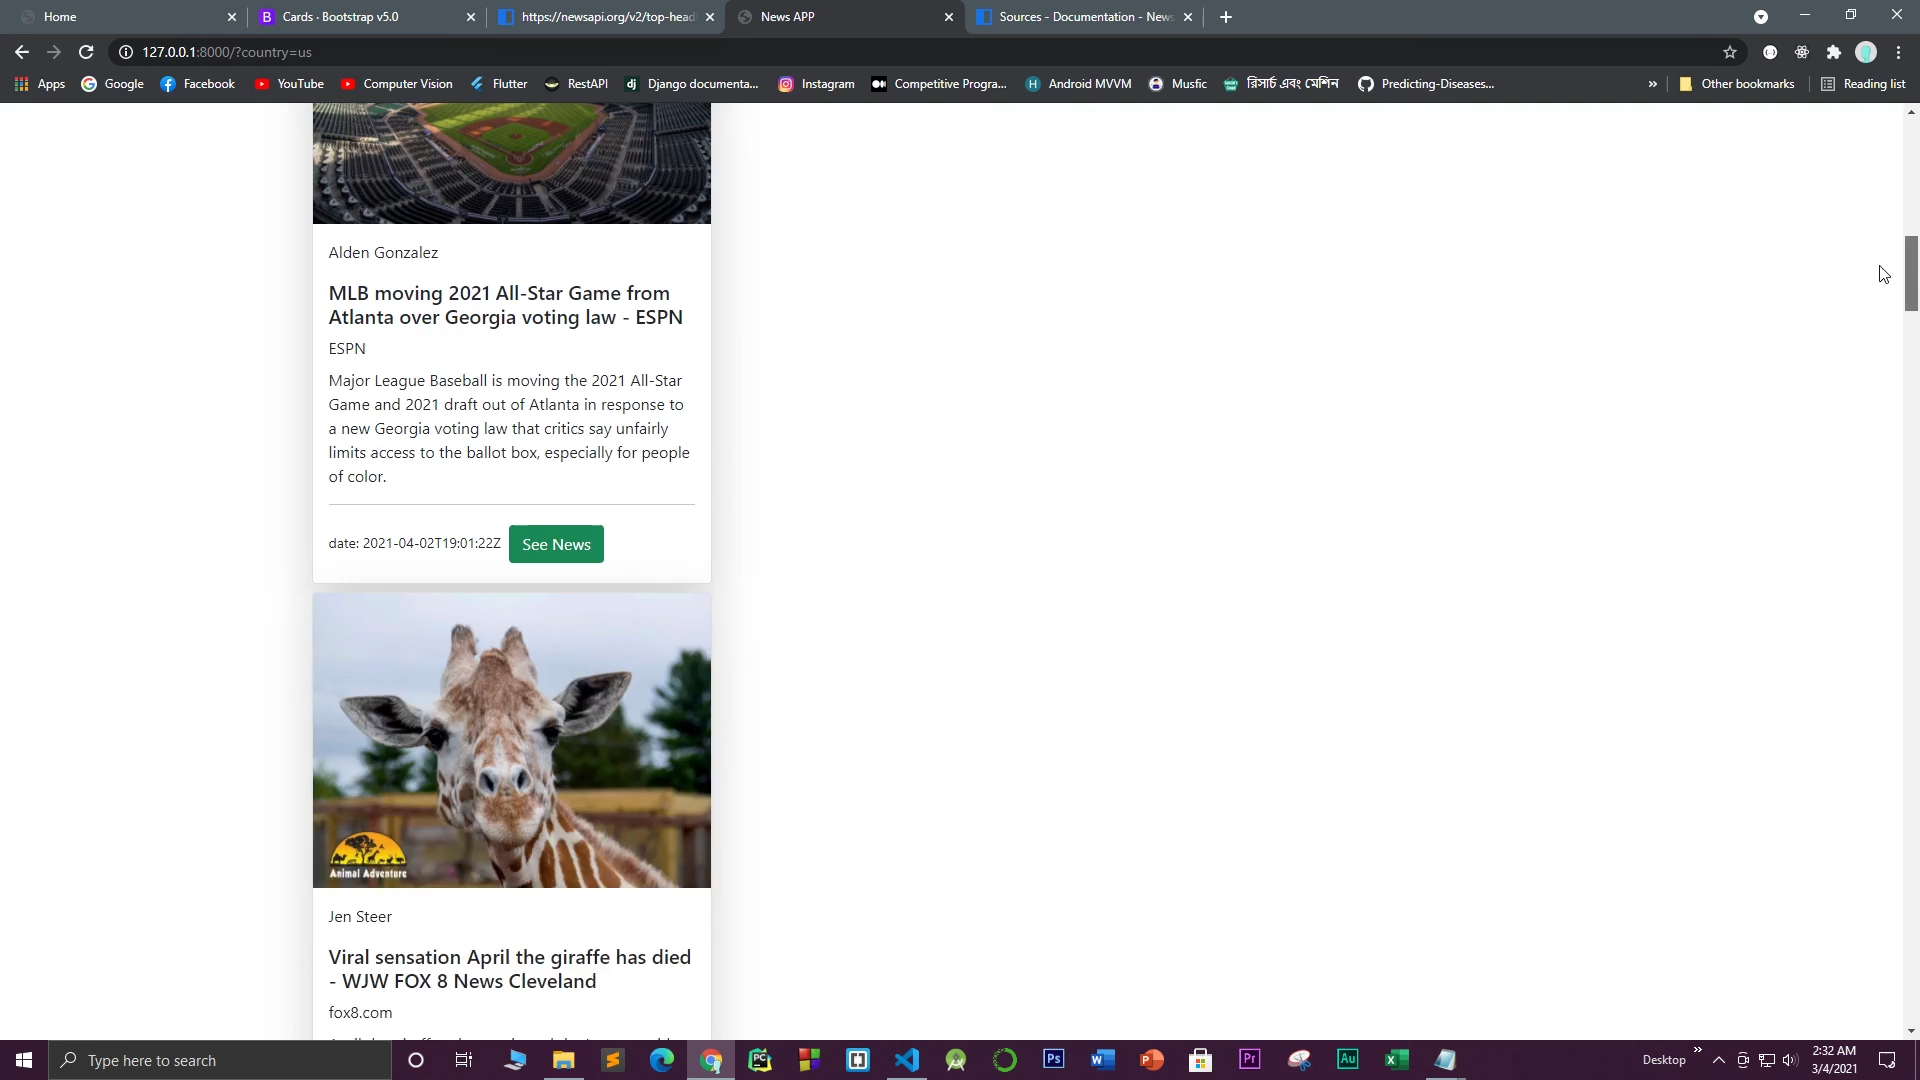 Home
Cards · Bootstrap v5.0
https://newsapi.org/v2/top-head
News APP
Sources - Documentation - News
127.0.0.1:8000/?country=us
Apps
Google
Facebook
YouTube
Computer Vision
Flutter
RestAPI
dj
Django documenta...
Instagram
Competitive Progra...
H
Android MVVM
Musfic
রিসার্চ এবং মেশিন
Predicting-Diseases...
»
Other bookmarks
Reading list
Alden Gonzalez
MLB moving 2021 All-Star Game from
Atlanta over Georgia voting law - ESPN
ESPN
Major League Baseball is moving the 2021 All-Star
Game and 2021 draft out of Atlanta in response to
a new Georgia voting law that critics say unfairly
limits access to the ballot box, especially for people
of color.
date: 2021-04-02T19:01:22Z
See News
Animal Adventure
Jen Steer
Viral sensation April the giraffe has died
- WJW FOX 8 News Cleveland
fox8.com
Type here to search
PC
Ps
Pr
Au
Desktop
»
2:32 AM
3/4/2021